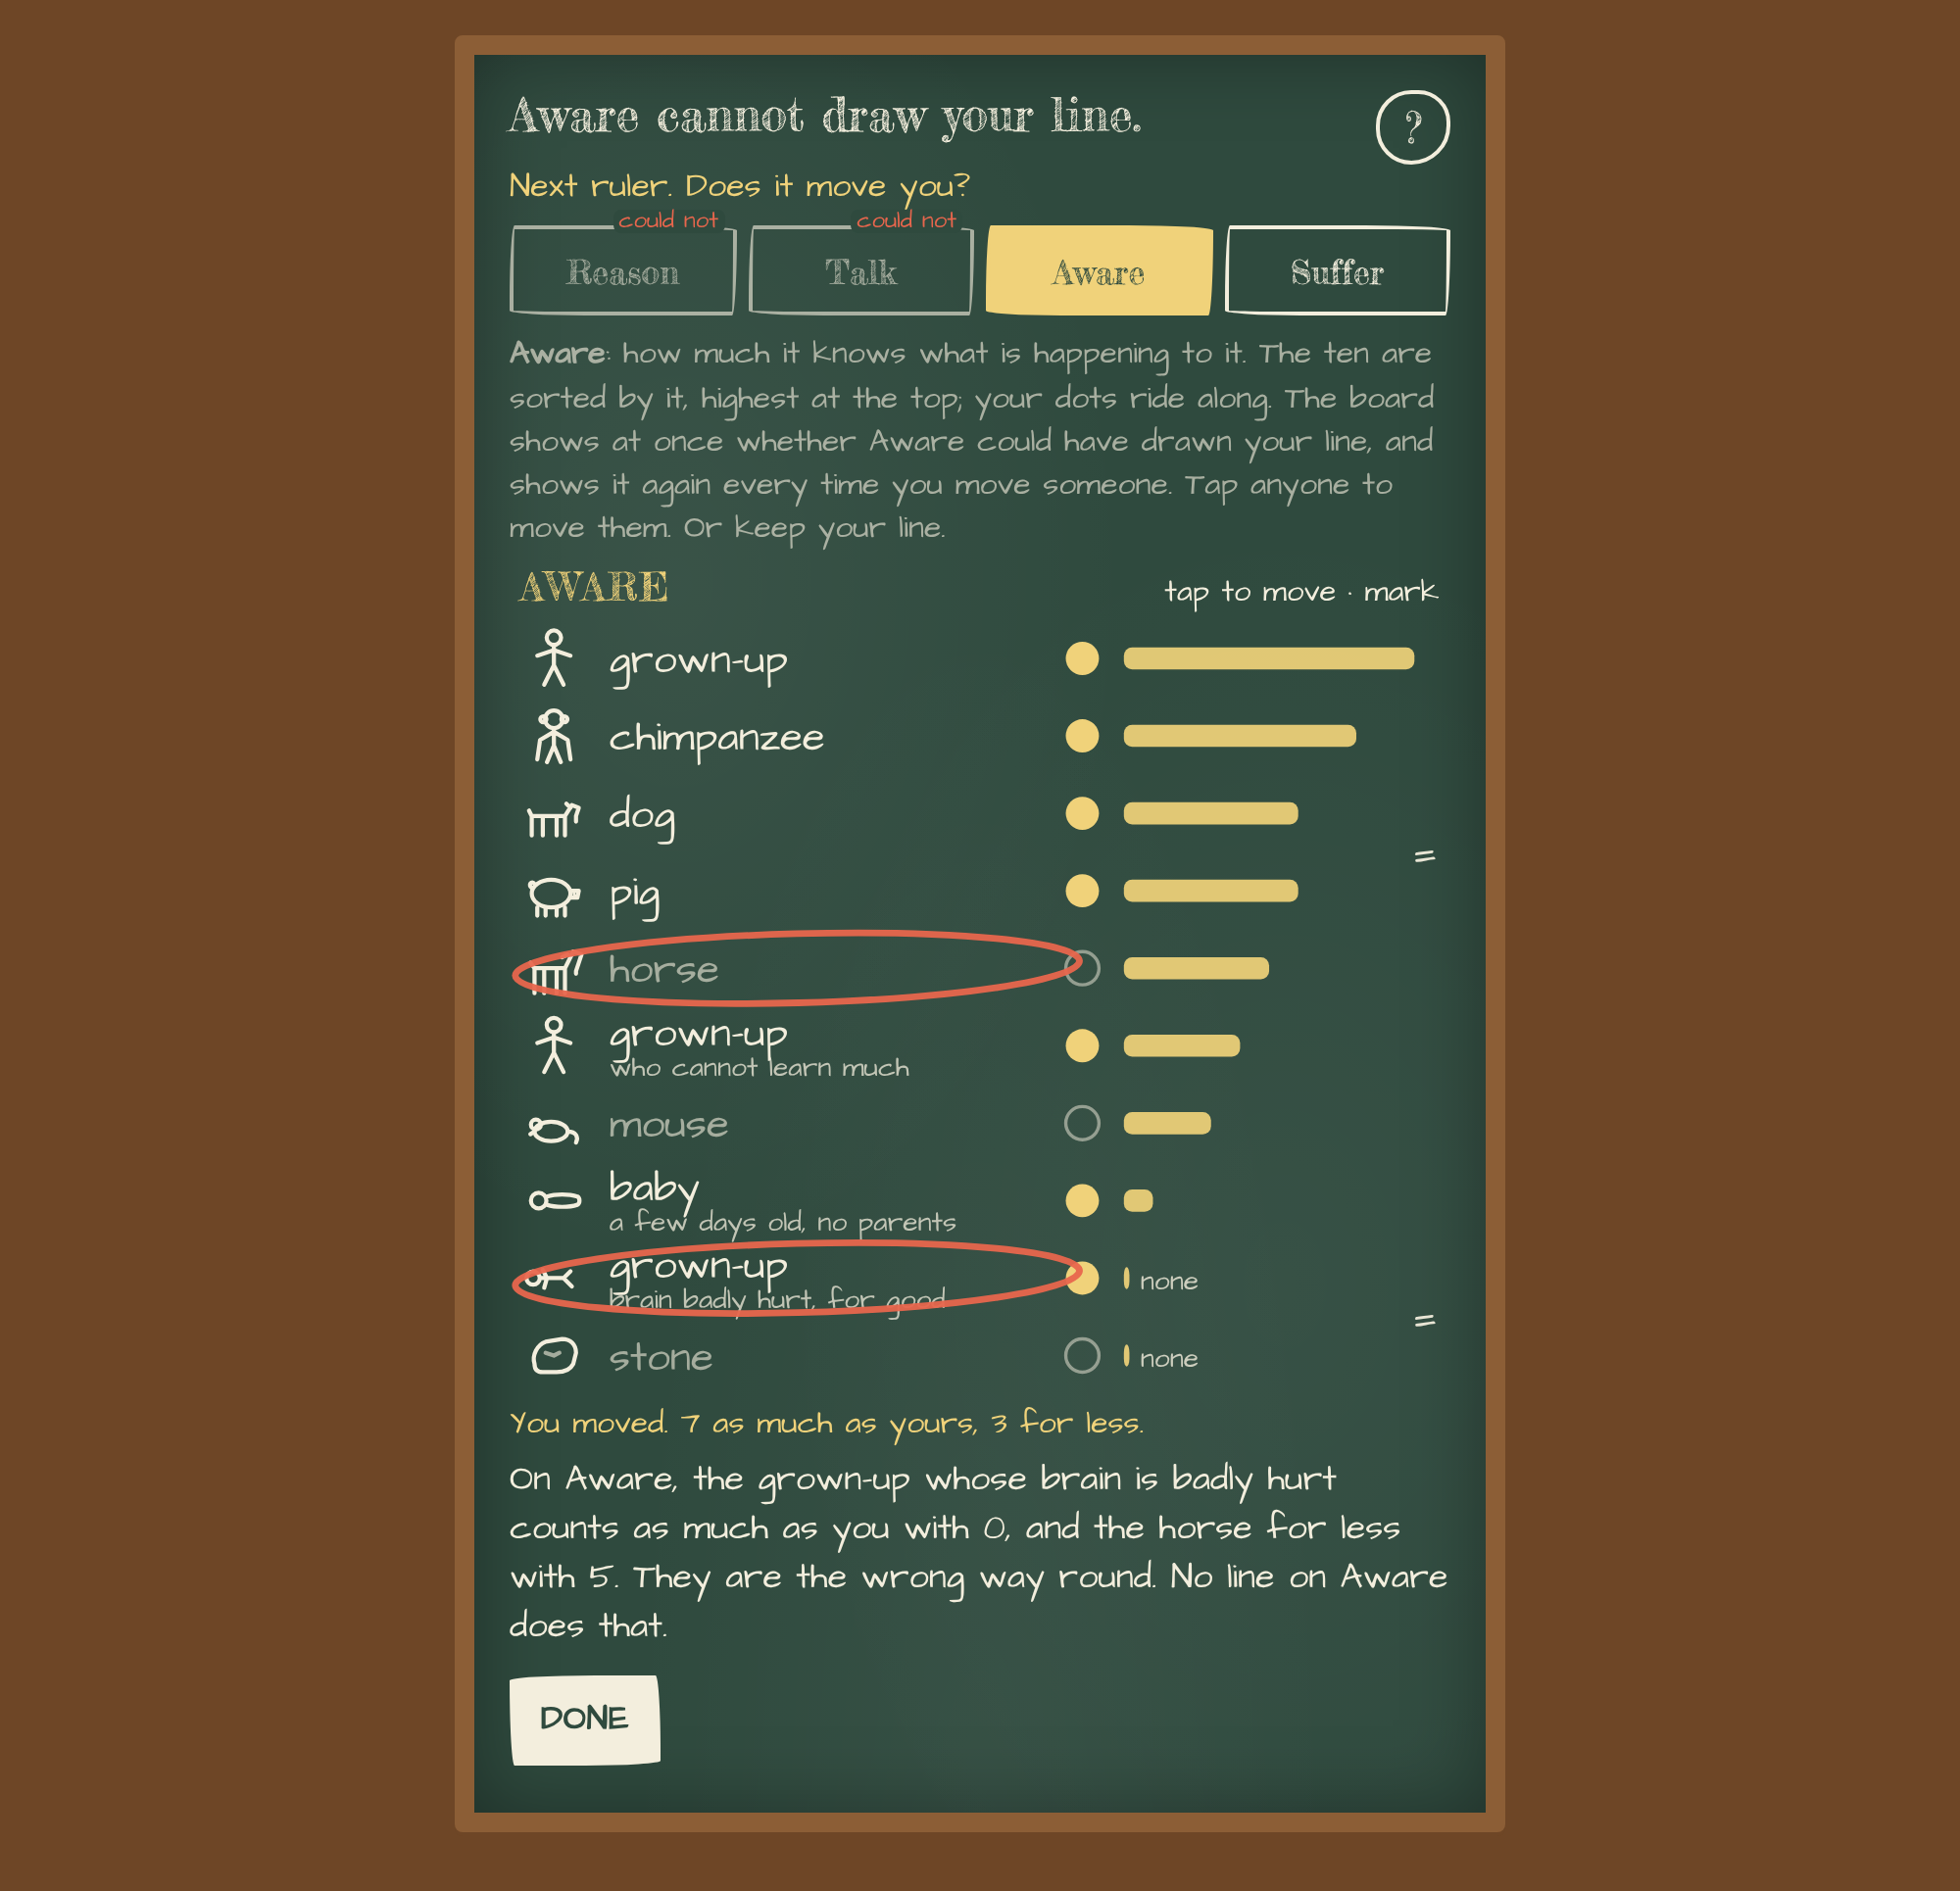 Aware cannot draw your line.
?
Next ruler. Does it move you?
could not
could not
Reason
Talk
Aware
Suffer
Aware: how much it knows what is happening to it. The ten are
sorted by it, highest at the top; your dots ride along. The board
shows at once whether Aware could have drawn your line, and
shows it again every time you move someone. Tap anyone to
move them. Or keep your line.
AWARE
tap to move · mark
grown-up
chimpanzee
dog
=
pig
horse
grown-up
who cannot learn much
mouse
baby
a few days old, no parents
grown-up
brain badly hurt, for good
none
=
stone
none
You moved. 7 as much as yours, 3 for less.
On Aware, the grown-up whose brain is badly hurt
counts as much as you with 0, and the horse for less
with 5. They are the wrong way round. No line on Aware
does that.
DONE